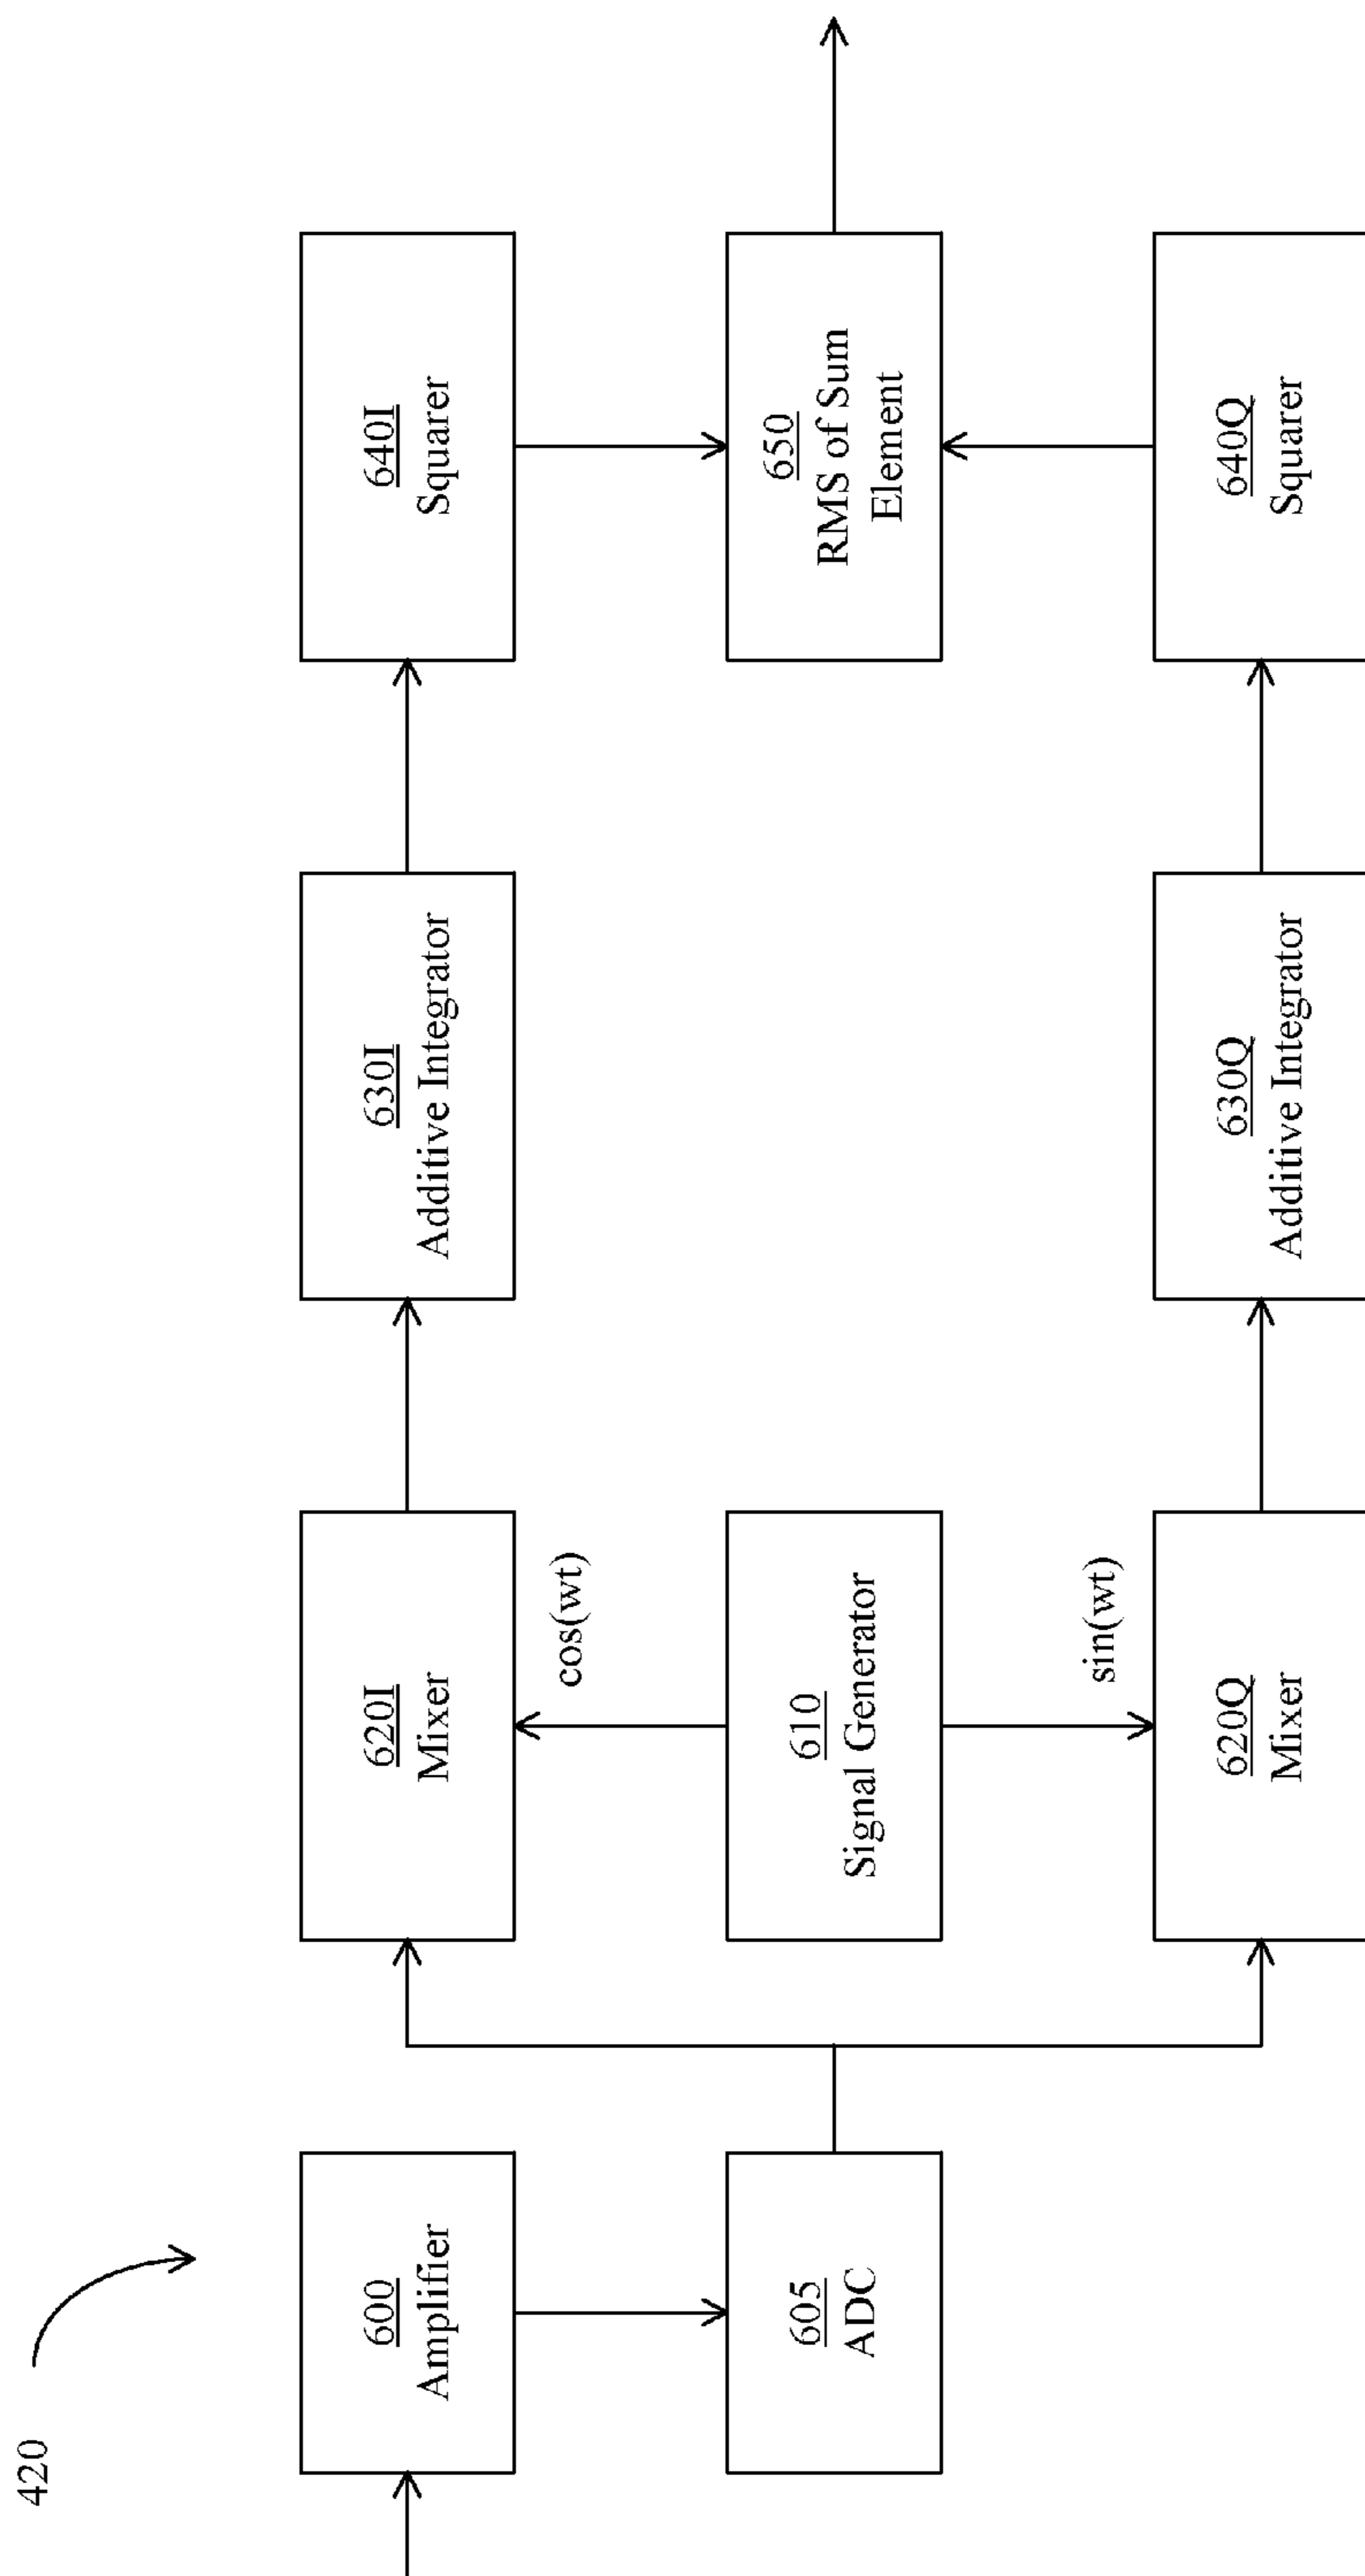 420
600
Amplifier
605
ADC
620I
Mixer
cos(wt)
610
Signal Generator
sin(wt)
620Q
Mixer
630I
Additive Integrator
630Q
Additive Integrator
640I
Squarer
650
RMS of Sum
Element
640Q
Squarer